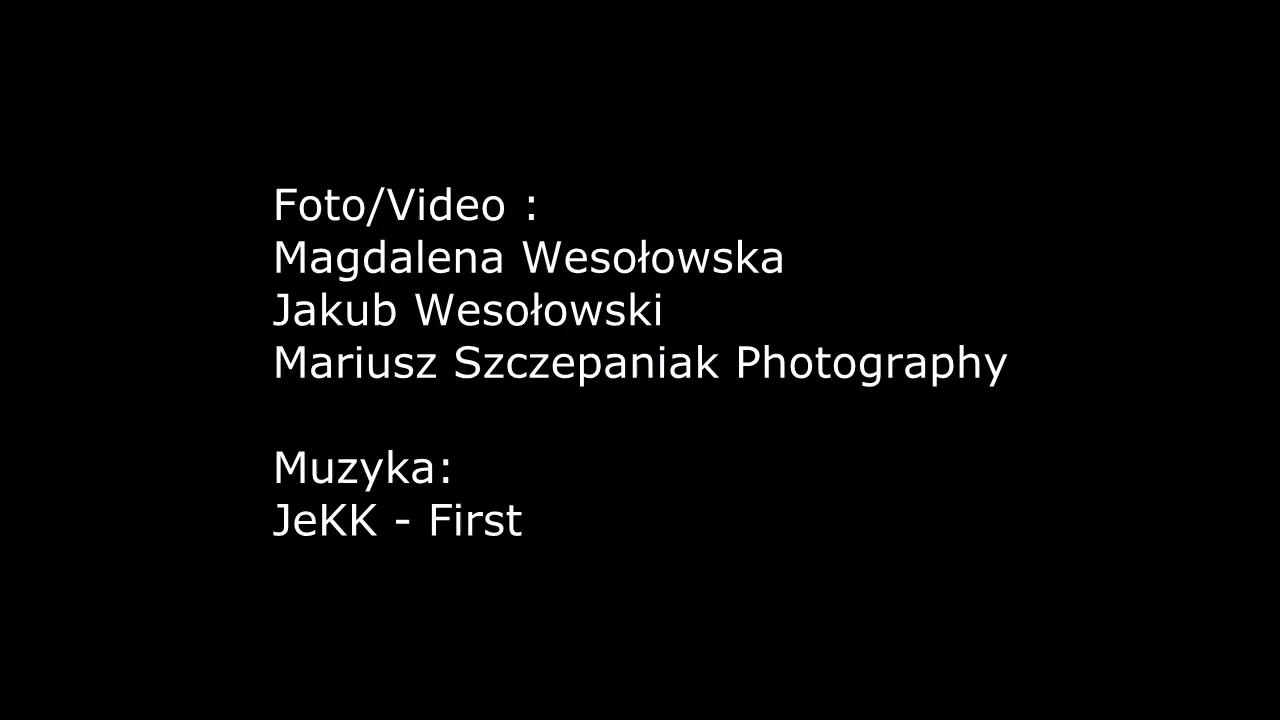 Foto/Video :
Magdalena Wesołowska
Jakub Wesołowski
Mariusz Szczepaniak Photography
Muzyka:
JeKK - First